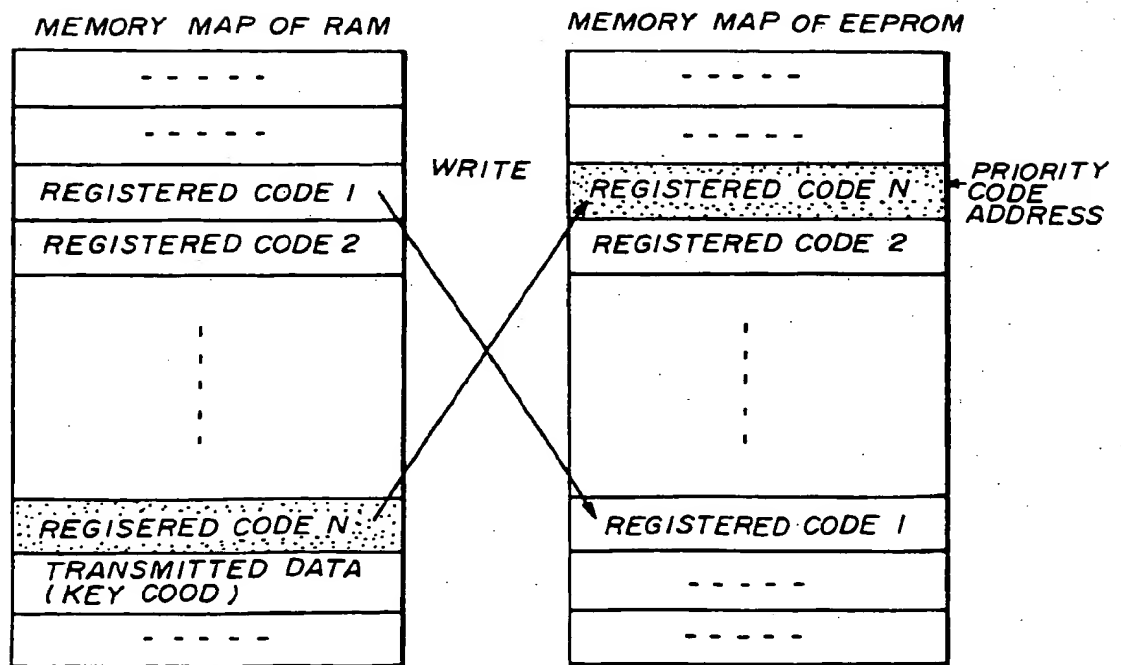 MEMORY MAP OF RAM
- - - - -
- - - - -
REGISTERED CODE 1
REGISTERED CODE 2
REGISERED CODE N
TRANSMITTED DATA
(KEY COOD)
- - - - -
WRITE
MEMORY MAP OF EEPROM
- - - - -
- - - - -
REGISTERED CODE N
REGISTERED CODE 2
REGISTERED CODE 1
- - - - -
- - - - -
PRIORITY
CODE
ADDRESS